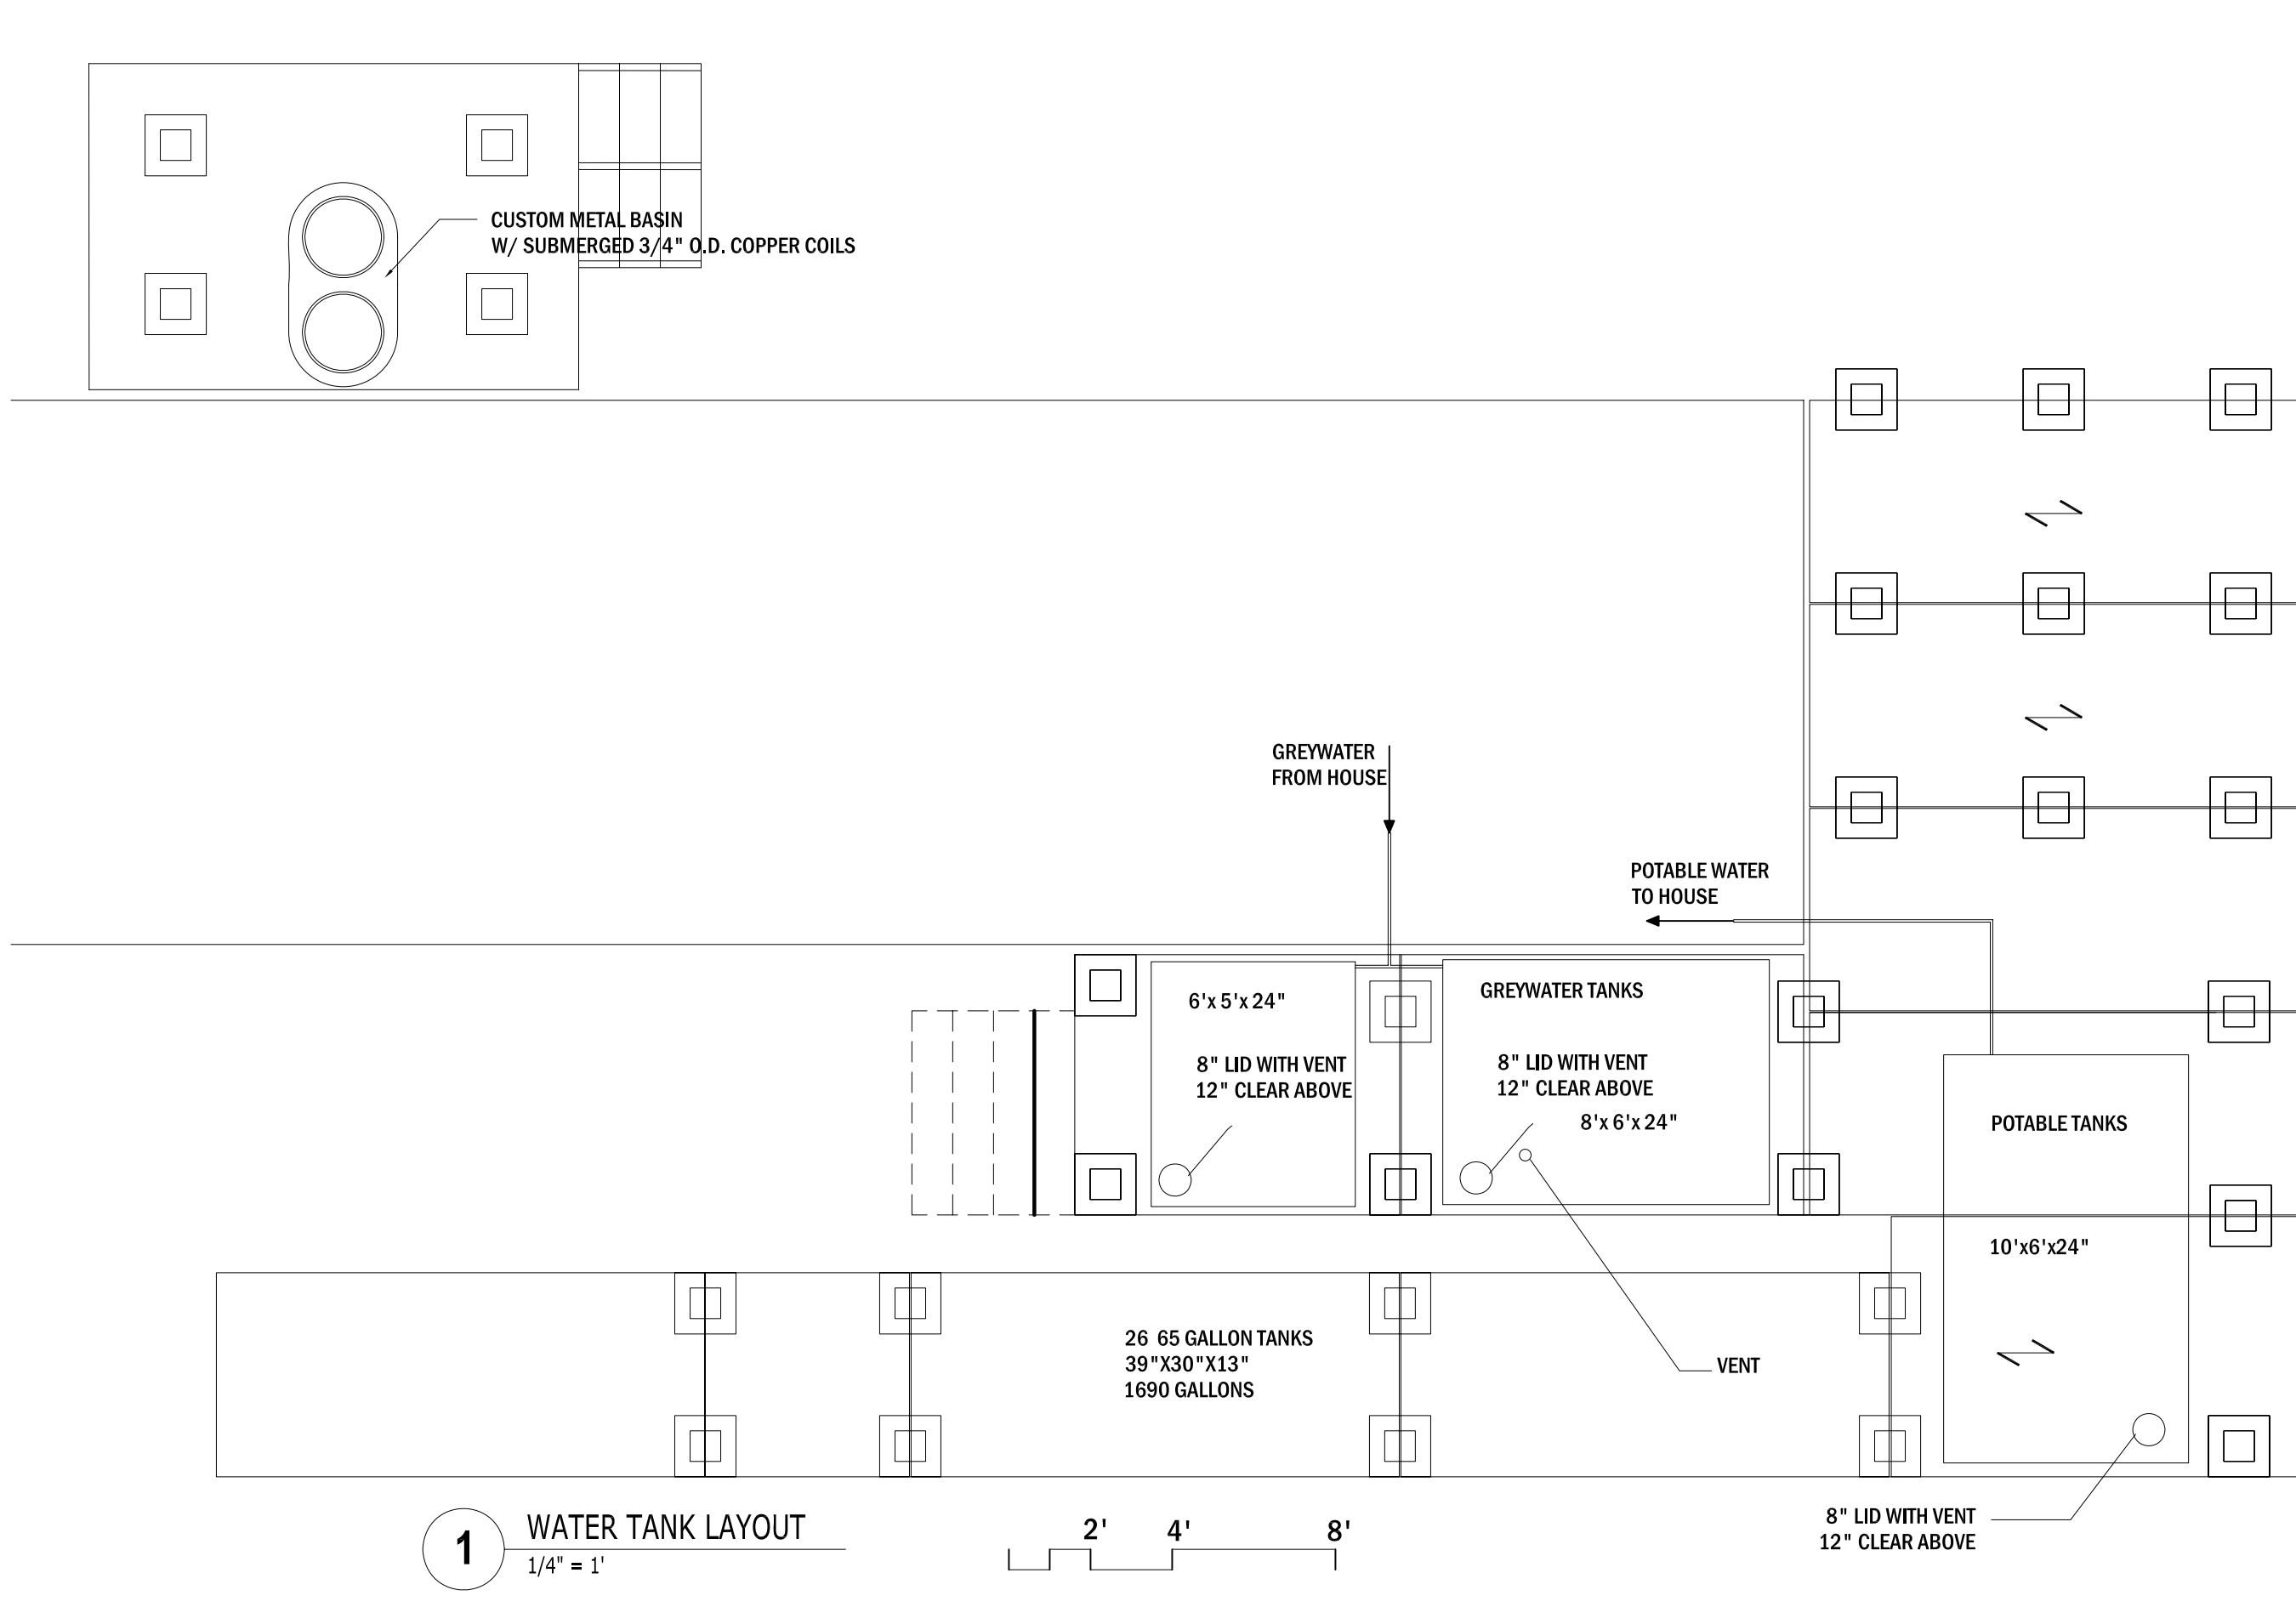 CUSTOM METAL BASIN
W/ SUBMERGED 3/4" O.D. COPPER COILS
GREYWATER
FROM HOUSE
POTABLE WATER
TO HOUSE
6'x 5'x 24"
GREYWATER TANKS
8" LID WITH VENT
12" CLEAR ABOVE
8" LID WITH VENT
12" CLEAR ABOVE
8'x 6'x 24"
POTABLE TANKS
10'x6'x24"
26 65 GALLON TANKS
39"X30"X13"
1690 GALLONS
VENT
8" LID WITH VENT
12" CLEAR ABOVE
1
WATER TANK LAYOUT
1/4" = 1'
2' 4' 8'